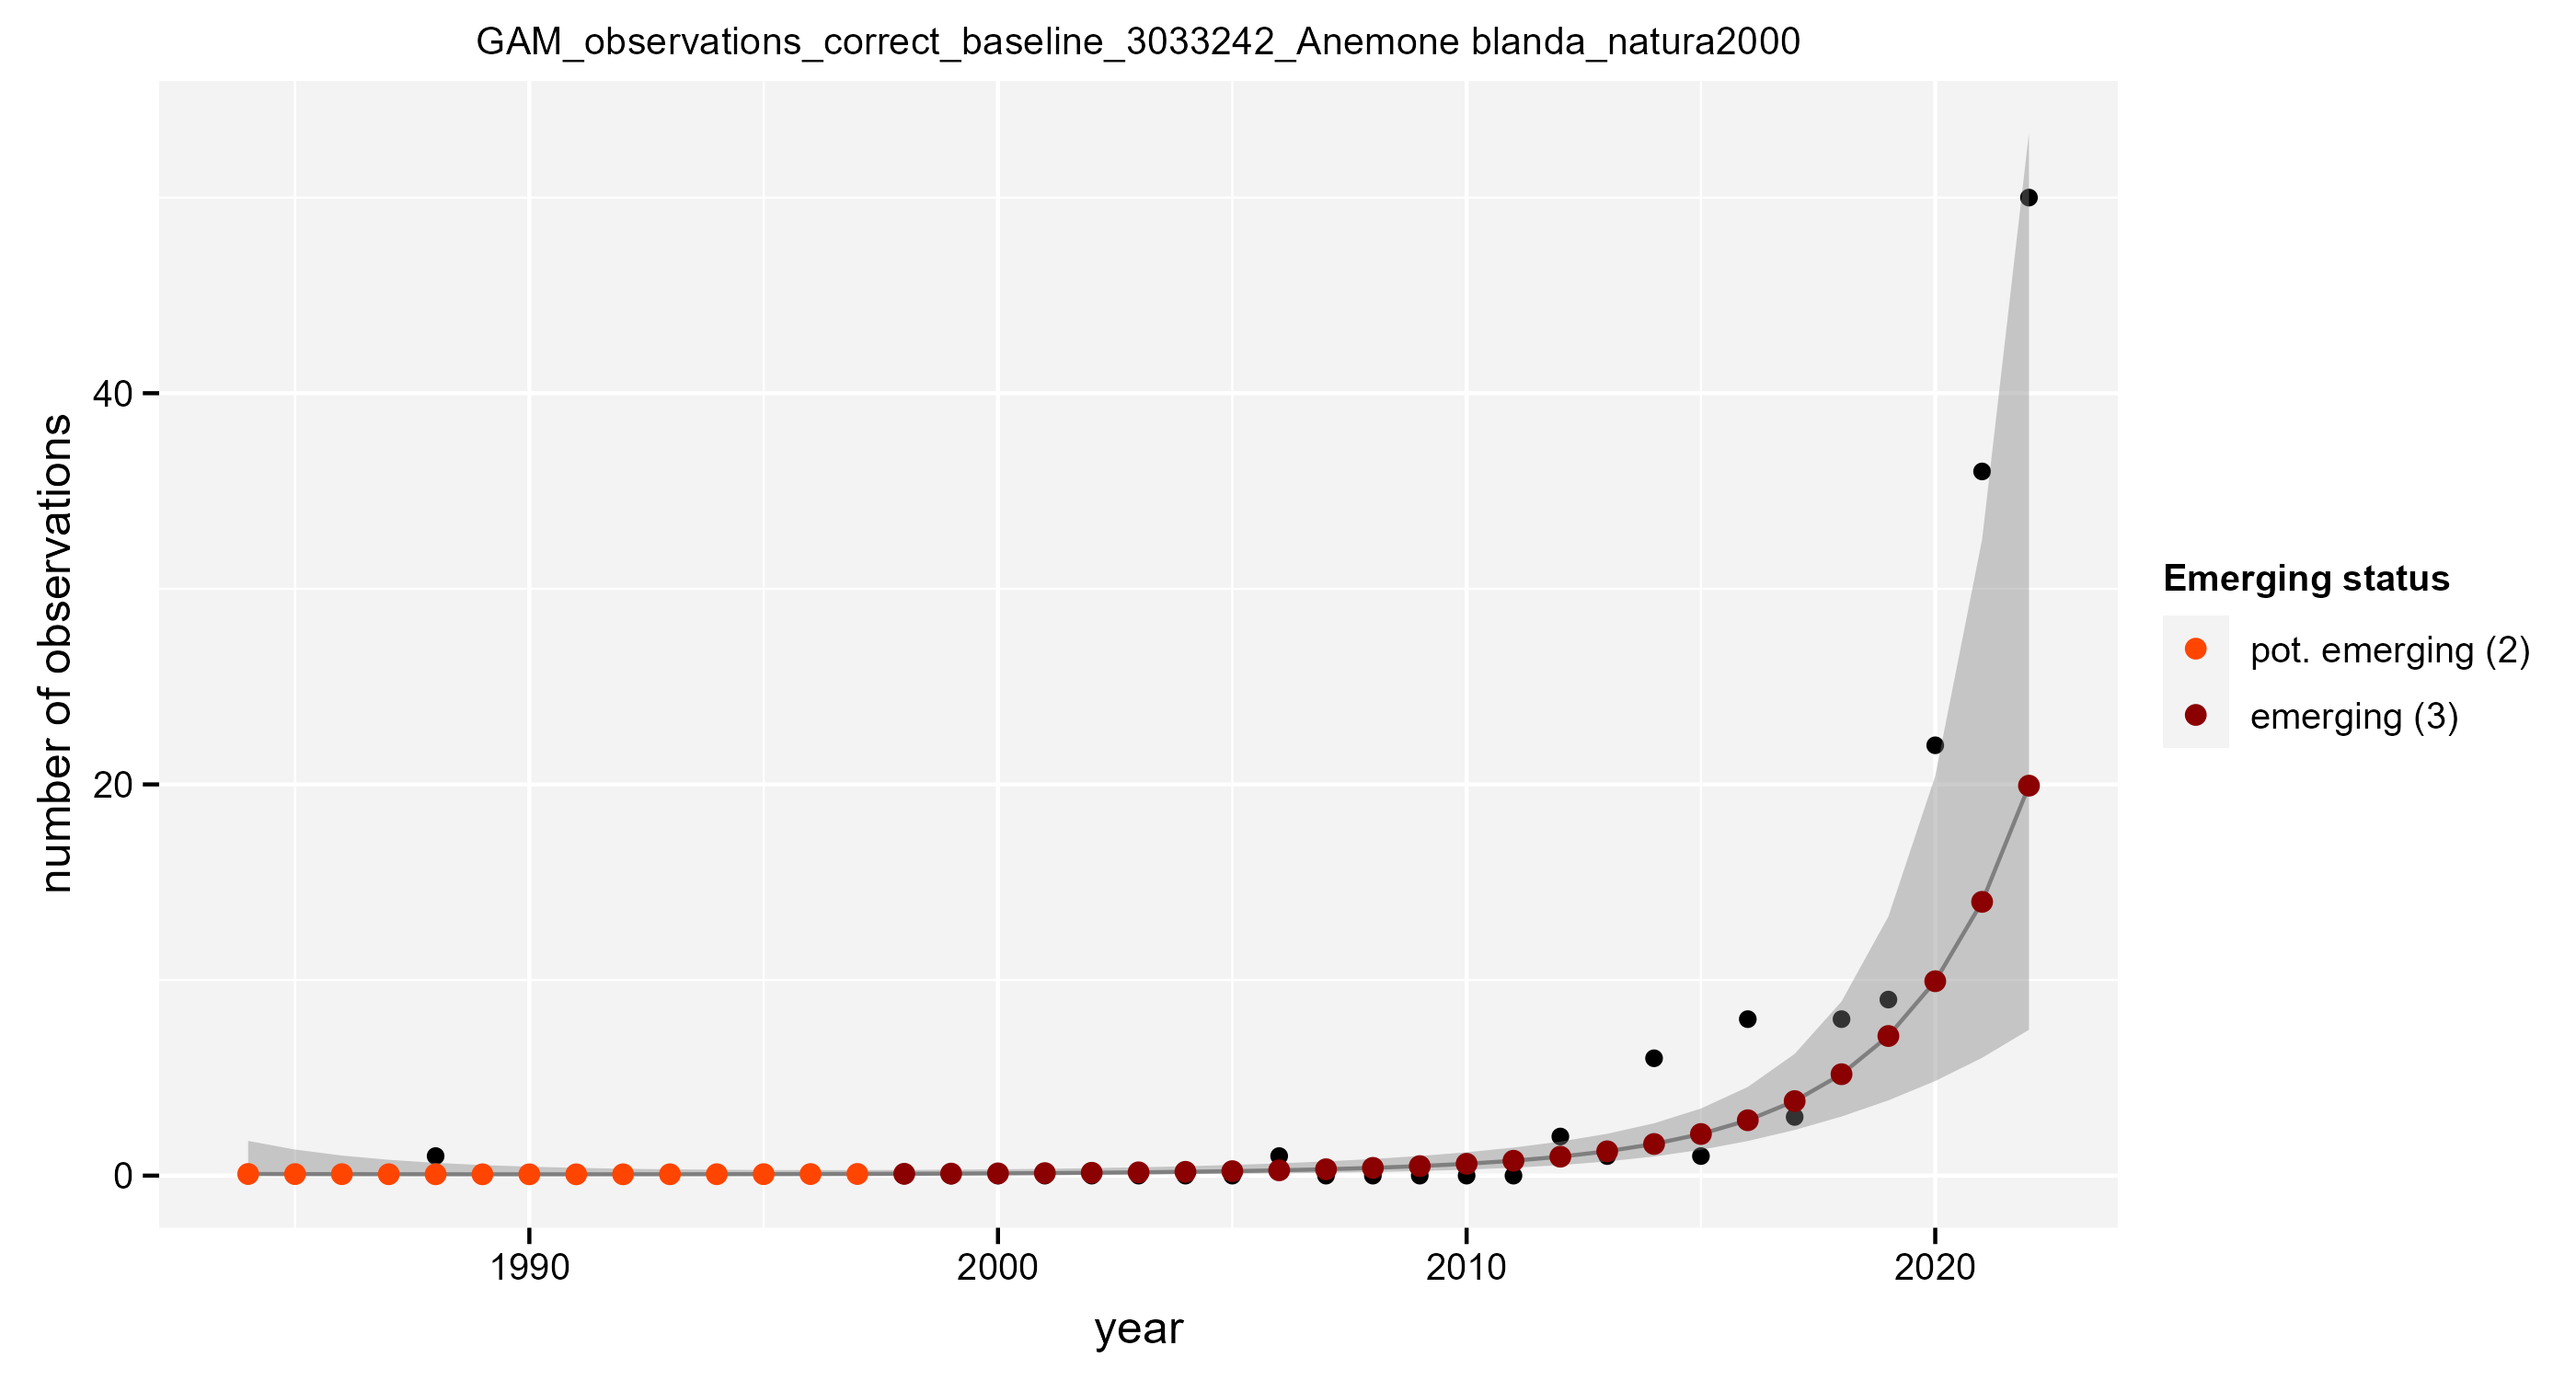 GAM_observations_correct_baseline_3033242_Anemone blanda_natura2000
number of observations
40
20
0
1990
2000
2010
2020
year
Emerging status
pot. emerging (2)
emerging (3)